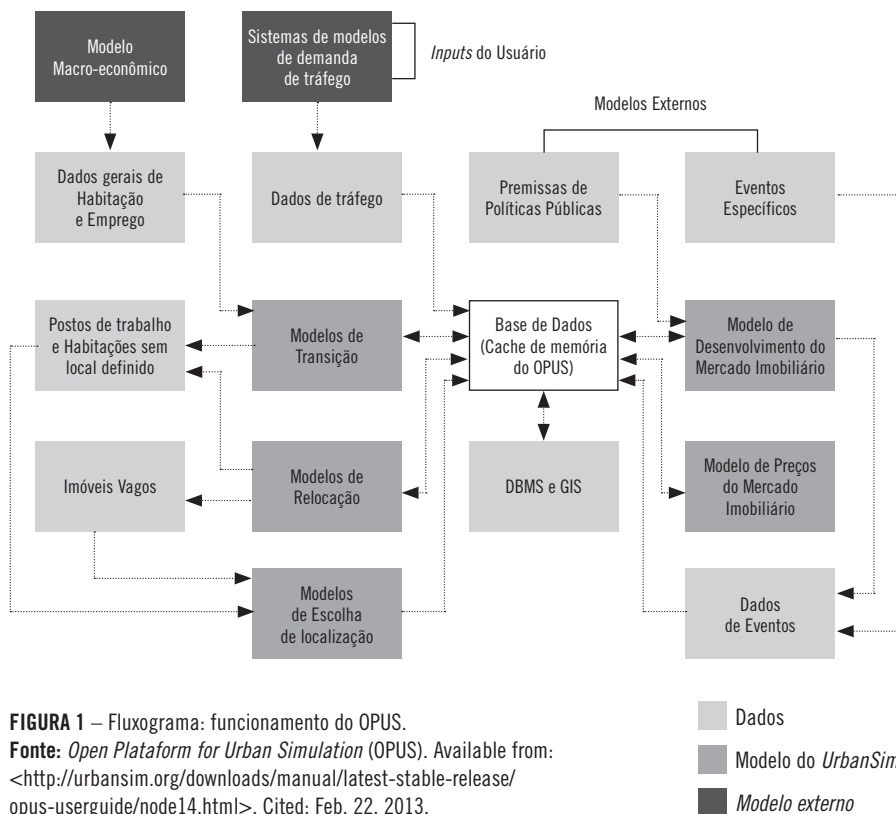 Modelo
Macro-econômico
Sistemas de modelos
de demanda
de tráfego
Inputs do Usuário
Modelos Externos
Dados gerais de
Habitação
e Emprego
Dados de tráfego
Premissas de
Políticas Públicas
Eventos
Específicos
Postos de trabalho
e Habitações sem
local definido
Modelos de
Transição
Base de Dados
(Cache de memória
do OPUS)
Modelo de
Desenvolvimento do
Mercado Imobiliário
Imóveis Vagos
Modelos de
Relocação
DBMS e GIS
Modelo de Preços
do Mercado
Imobiliário
Modelos
de Escolha
de localização
Dados
de Eventos
FIGURA 1 – Fluxograma: funcionamento do OPUS.
Fonte: Open Plataform for Urban Simulation (OPUS). Available from:
<http://urbansim.org/downloads/manual/latest-stable-release/
opus-userguide/node14.html>. Cited: Feb. 22, 2013.
Dados
Modelo do UrbanSim
Modelo externo